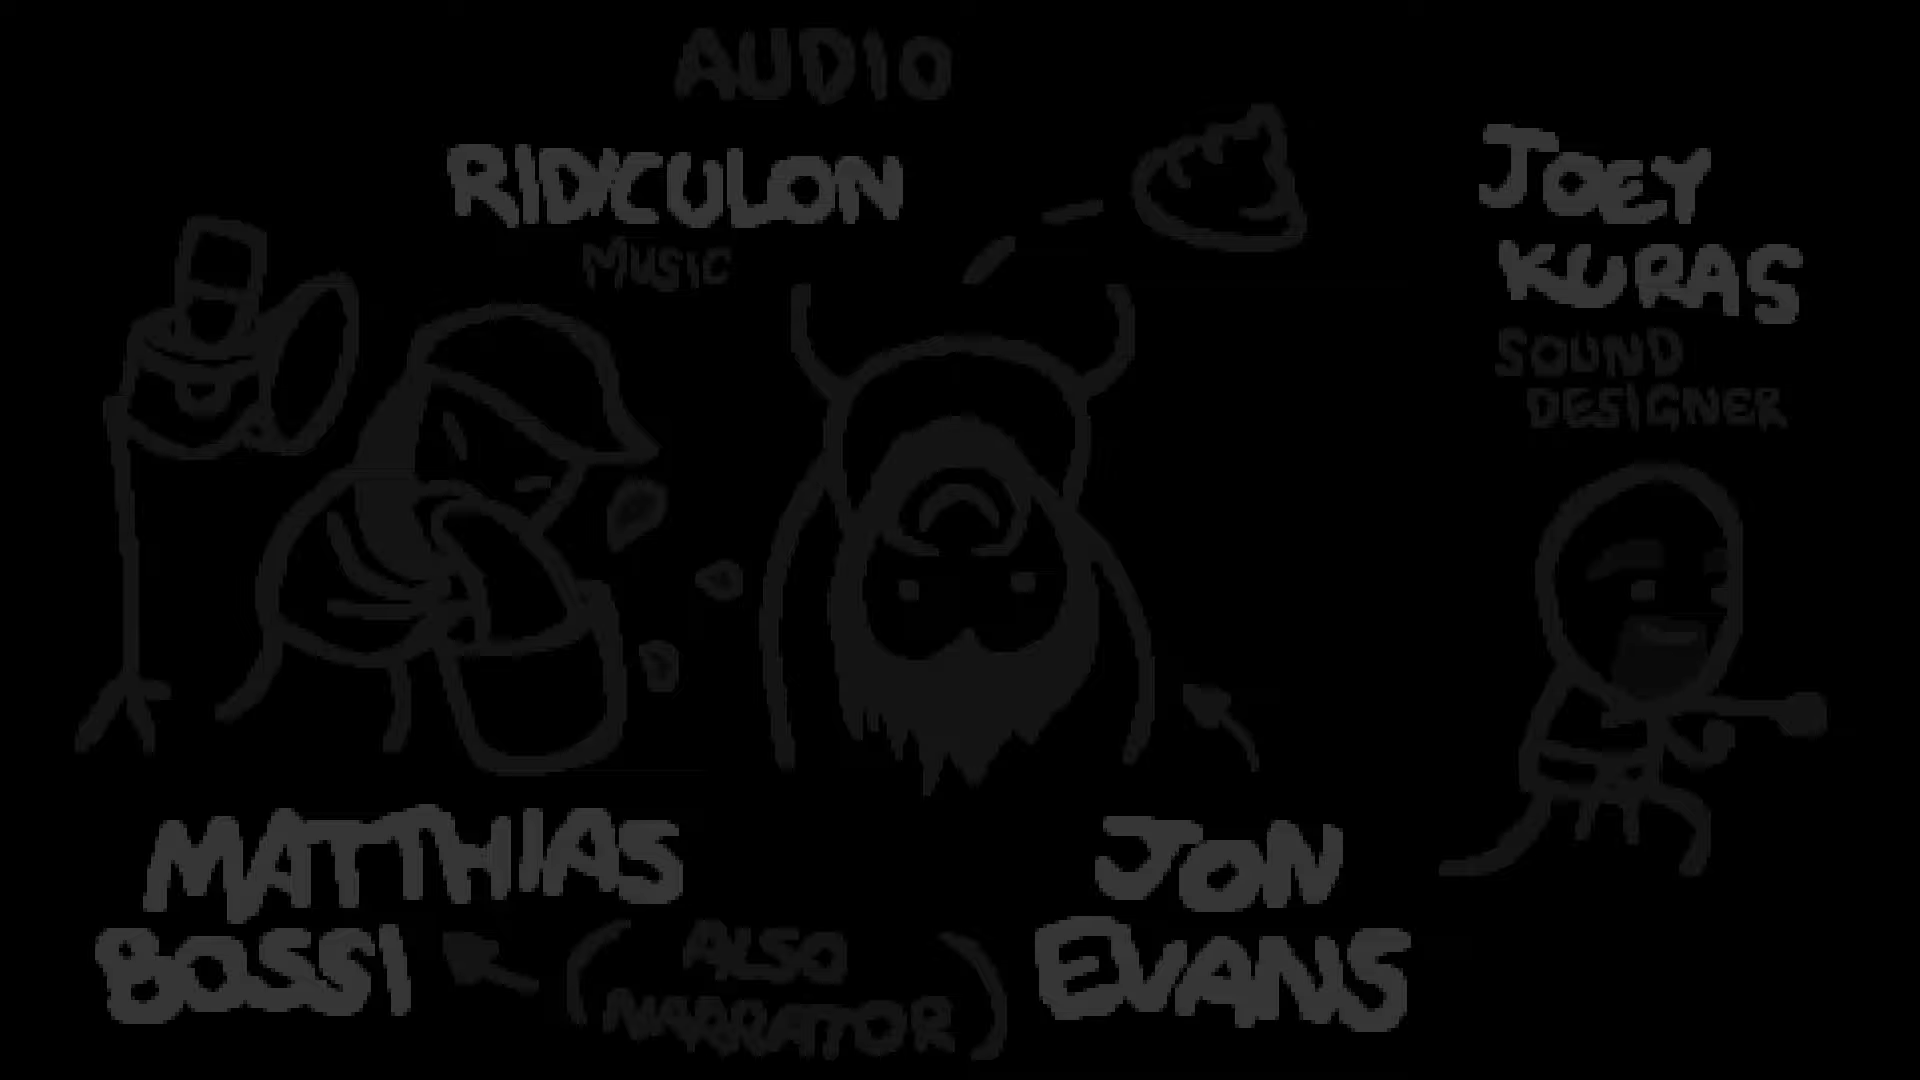 AUDIO
RIDICULON
MUSIC
JOEY
KURAS
SOUND
DESIGNER
MATTHIAS
BOSSI
(ALSO
NARRATOR)
JON
EVANS